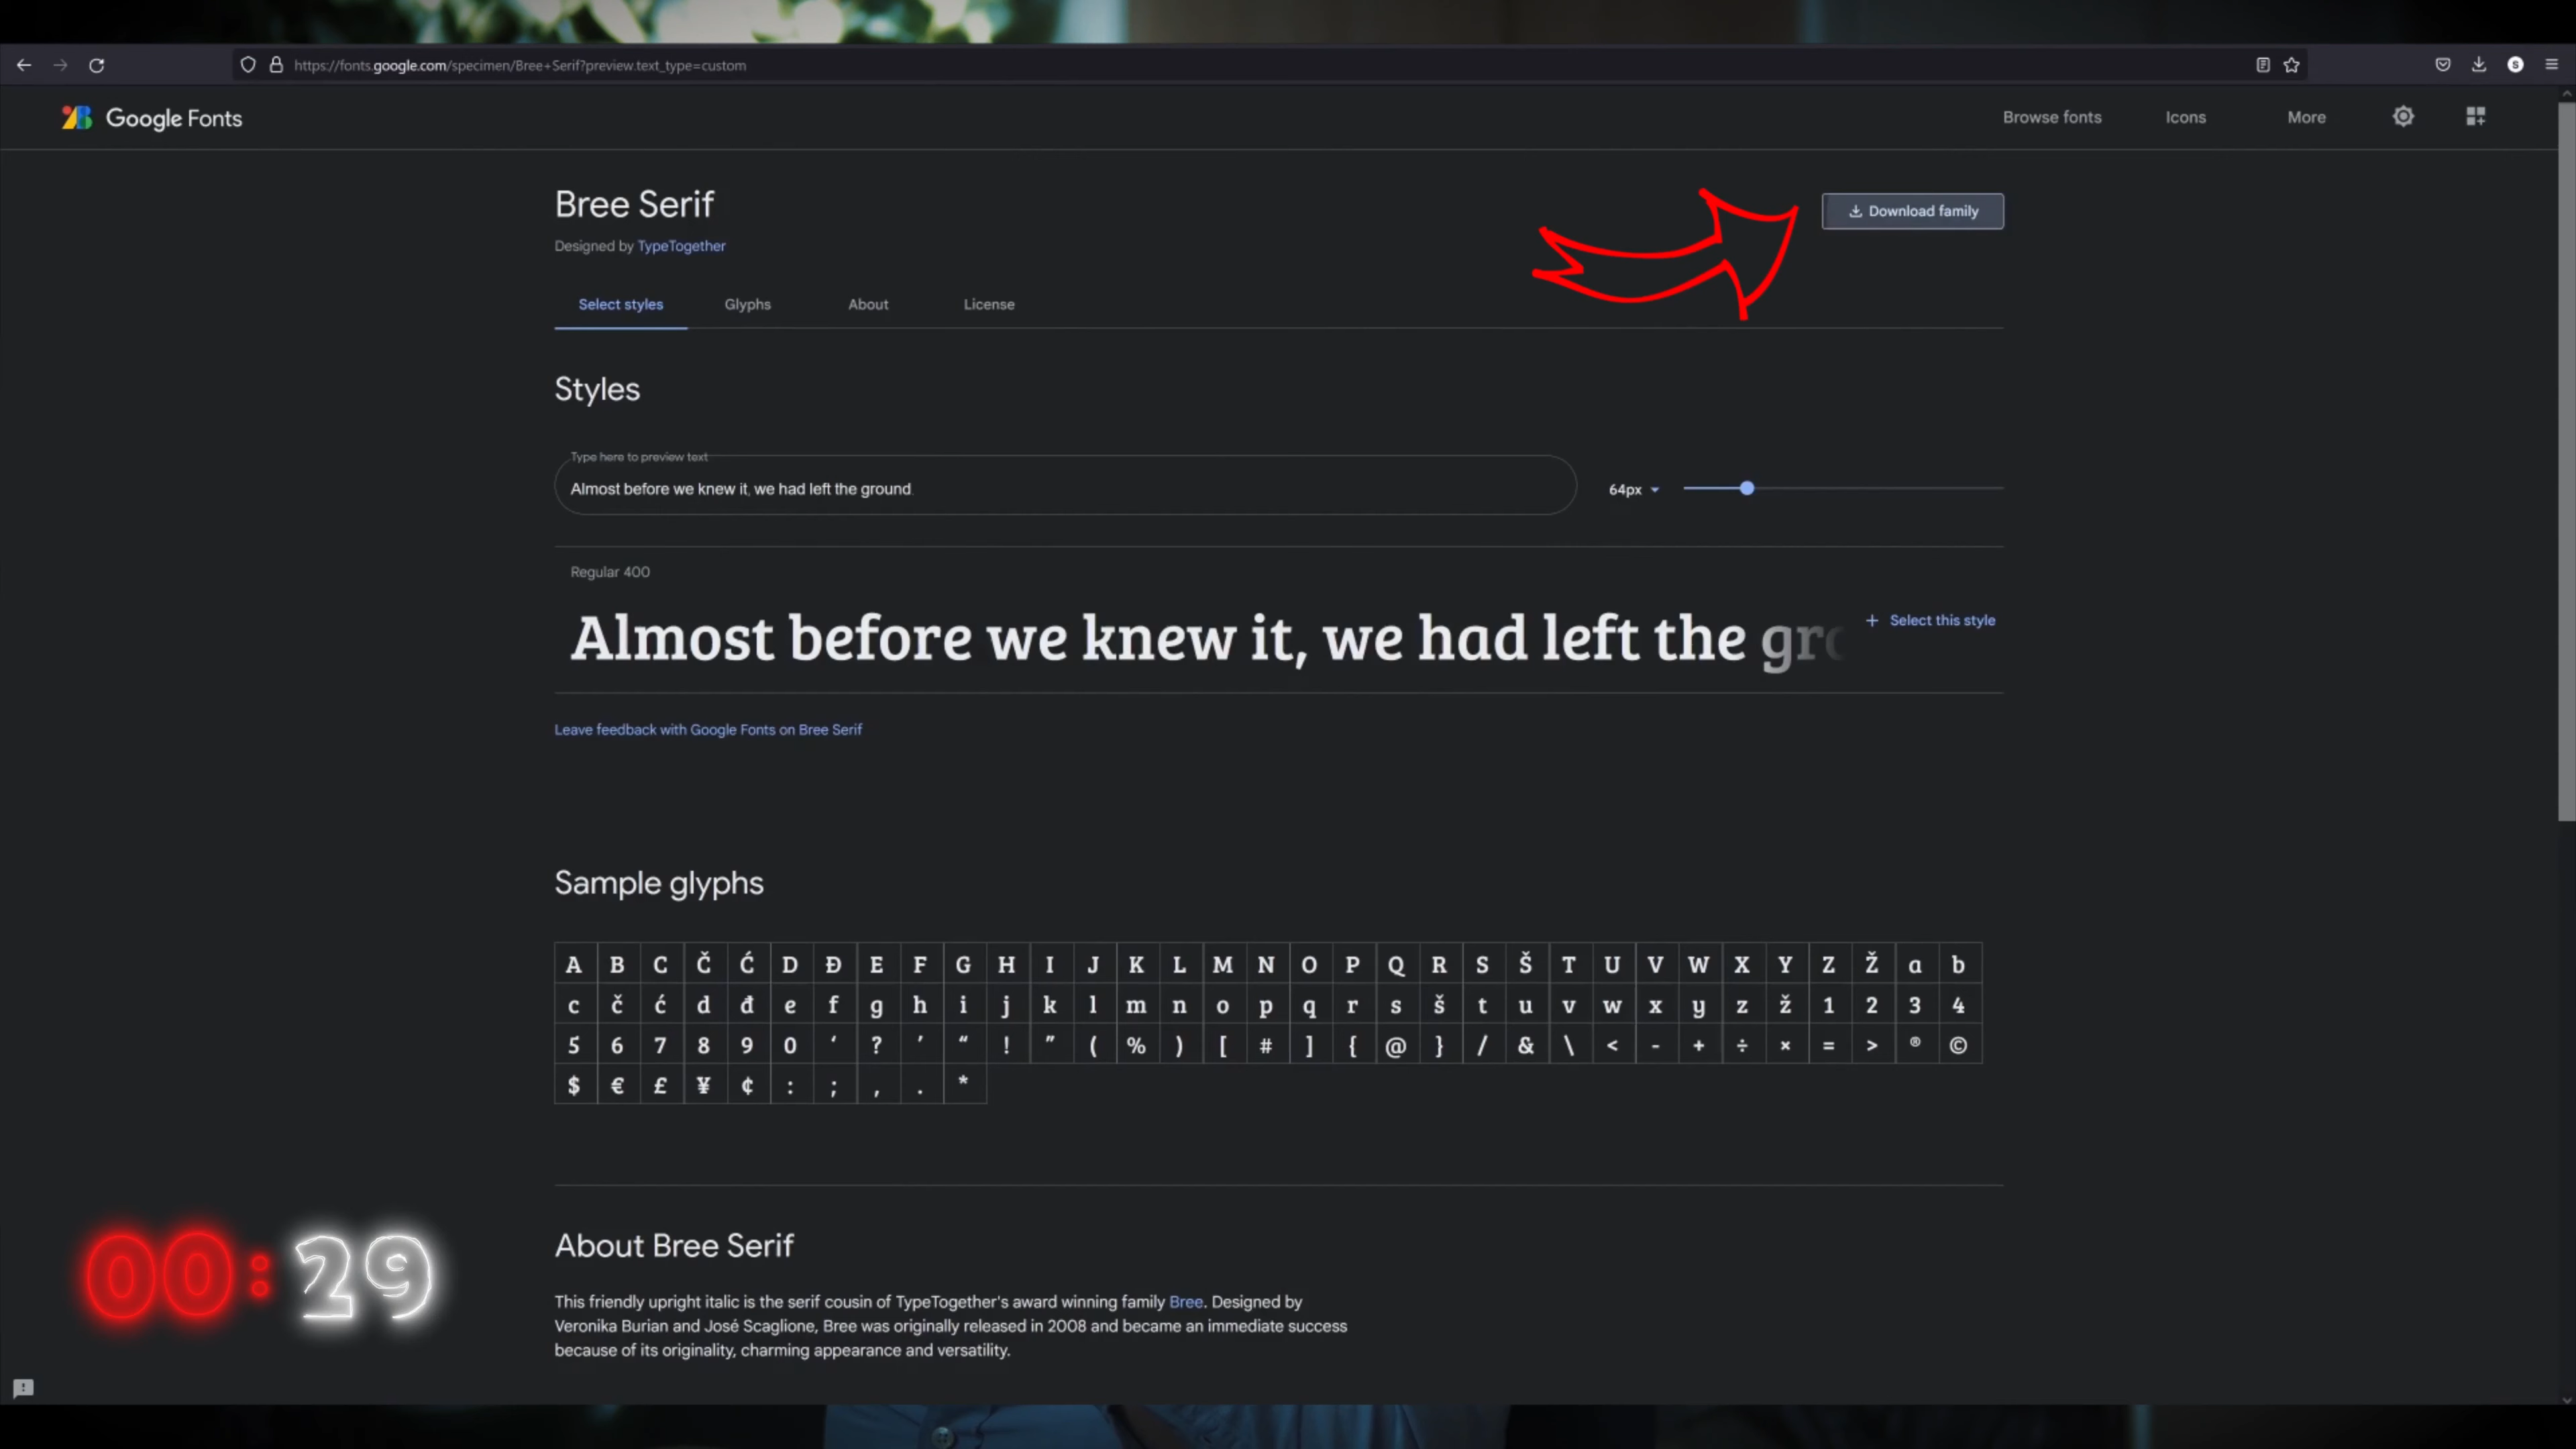 https://fonts.google.com/specimen/Bree+Serif?preview.text_type=custom
S
Google Fonts
Browse fonts
Icons
More
Bree Serif
Download family
Designed by TypeTogether
Select styles
Glyphs
About
License
Styles
Type here to preview text
Almost before we knew it, we had left the ground.
64px
Regular 400
Almost before we knew it, we had left the gro
+ Select this style
Leave feedback with Google Fonts on Bree Serif
Sample glyphs
A B C Č Ć D Đ E F G H I J K L M N O P Q R S Š T U V W X Y Z Ž a b
c č ć d đ e f g h i j k l m n o p q r s š t u v w x y z ž 1 2 3 4
5 6 7 8 9 0 ‘ ? ’ “ ! ” ( % ) [ # ] { @ } / & \ < - + ÷ × = > ® ©
$ € £ ¥ ¢ : ; , . *
About Bree Serif
00:29
This friendly upright italic is the serif cousin of TypeTogether's award winning family Bree. Designed by
Veronika Burian and José Scaglione, Bree was originally released in 2008 and became an immediate success
because of its originality, charming appearance and versatility.